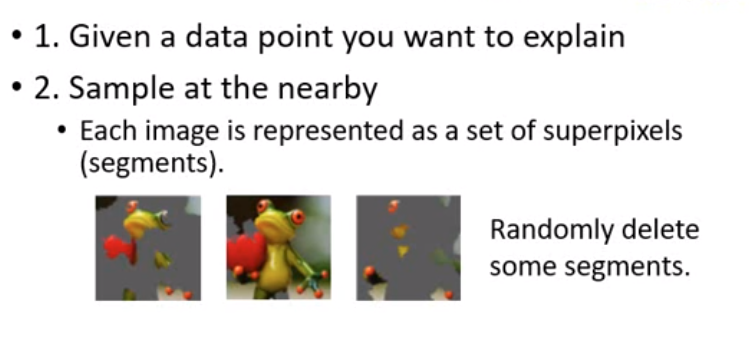 • 1. Given a data point you want to explain
• 2. Sample at the nearby
• Each image is represented as a set of superpixels
(segments).
Randomly delete
some segments.